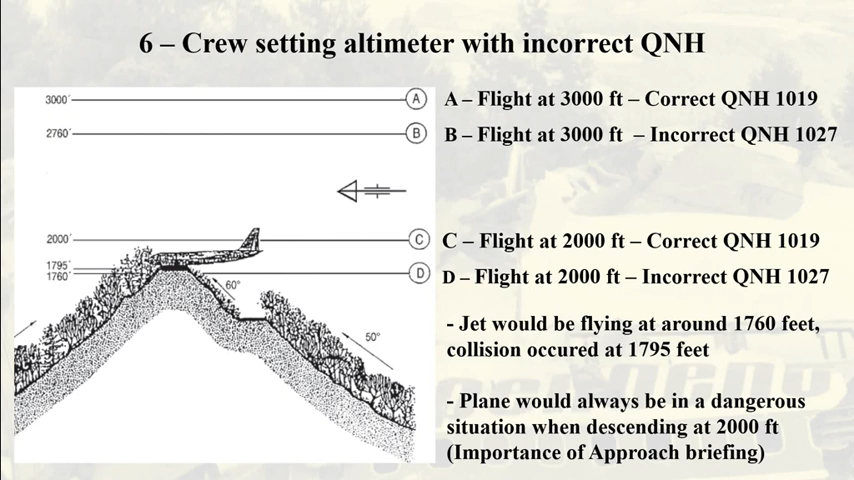 6 – Crew setting altimeter with incorrect QNH
3000´
A
A – Flight at 3000 ft – Correct QNH 1019
2760´
B
B – Flight at 3000 ft – Incorrect QNH 1027
2000´
C
C – Flight at 2000 ft – Correct QNH 1019
1795´
1760´
D
D – Flight at 2000 ft – Incorrect QNH 1027
60°
50°
- Jet would be flying at around 1760 feet,
collision occured at 1795 feet
- Plane would always be in a dangerous
situation when descending at 2000 ft
(Importance of Approach briefing)